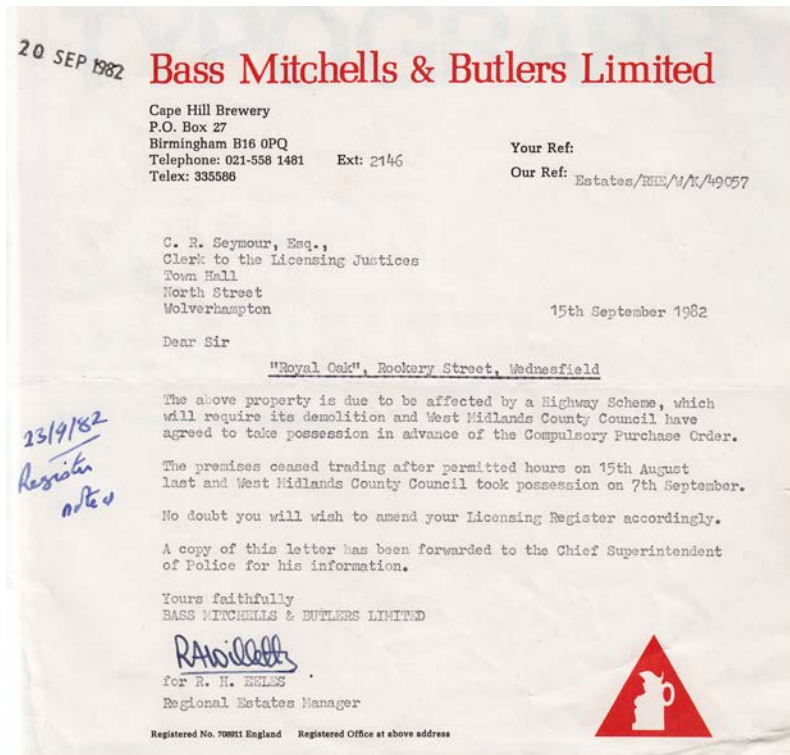 20 SEP 1982
Bass Mitchells & Butlers Limited
Cape Hill Brewery
P.O. Box 27
Birmingham B16 0PQ
Telephone: 021-558 1481 Ext: 2146
Telex: 335586
Your Ref:
Our Ref: Estates/RHE/W/K/49057
C. R. Seymour, Esq.,
Clerk to the Licensing Justices
Town Hall
North Street
Wolverhampton
15th September 1982
Dear Sir
"Royal Oak", Rookery Street, Wednesfield
The above property is due to be affected by a Highway Scheme, which
will require its demolition and West Midlands County Council have
agreed to take possession in advance of the Compulsory Purchase Order.
The premises ceased trading after permitted hours on 15th August
last and West Midlands County Council took possession on 7th September.
No doubt you will wish to amend your Licensing Register accordingly.
A copy of this letter has been forwarded to the Chief Superintendent
of Police for his information.
23/9/82
Register
noted
Yours faithfully
BASS MITCHELLS & BUTLERS LIMITED
RAWilletts
for R. H. EELES
Regional Estates Manager
Registered No. 708911 England Registered Office at above address